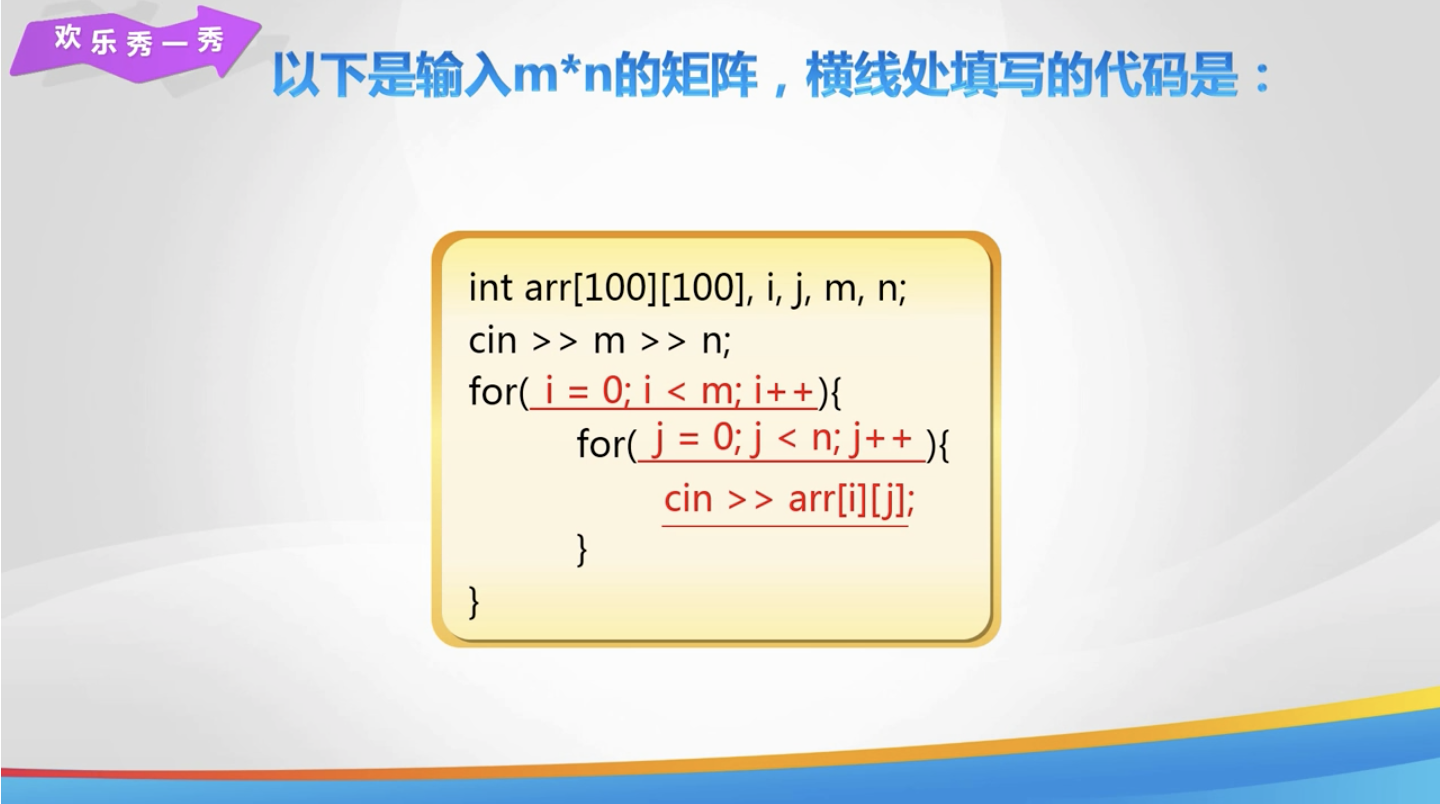 欢乐秀一秀
以下是输入m*n的矩阵，横线处填写的代码是：
int arr[100][100], i, j, m, n;
cin >> m >> n;
for( i = 0; i < m; i++){
for( j = 0; j < n; j++ ){
cin >> arr[i][j];
}
}